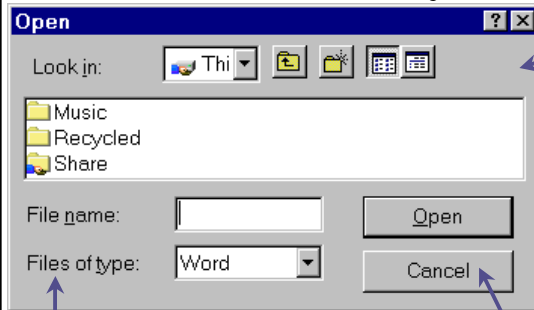 Open
Look in: Thi
Music
Recycled
Share
File name: Open
Files of type: Word Cancel